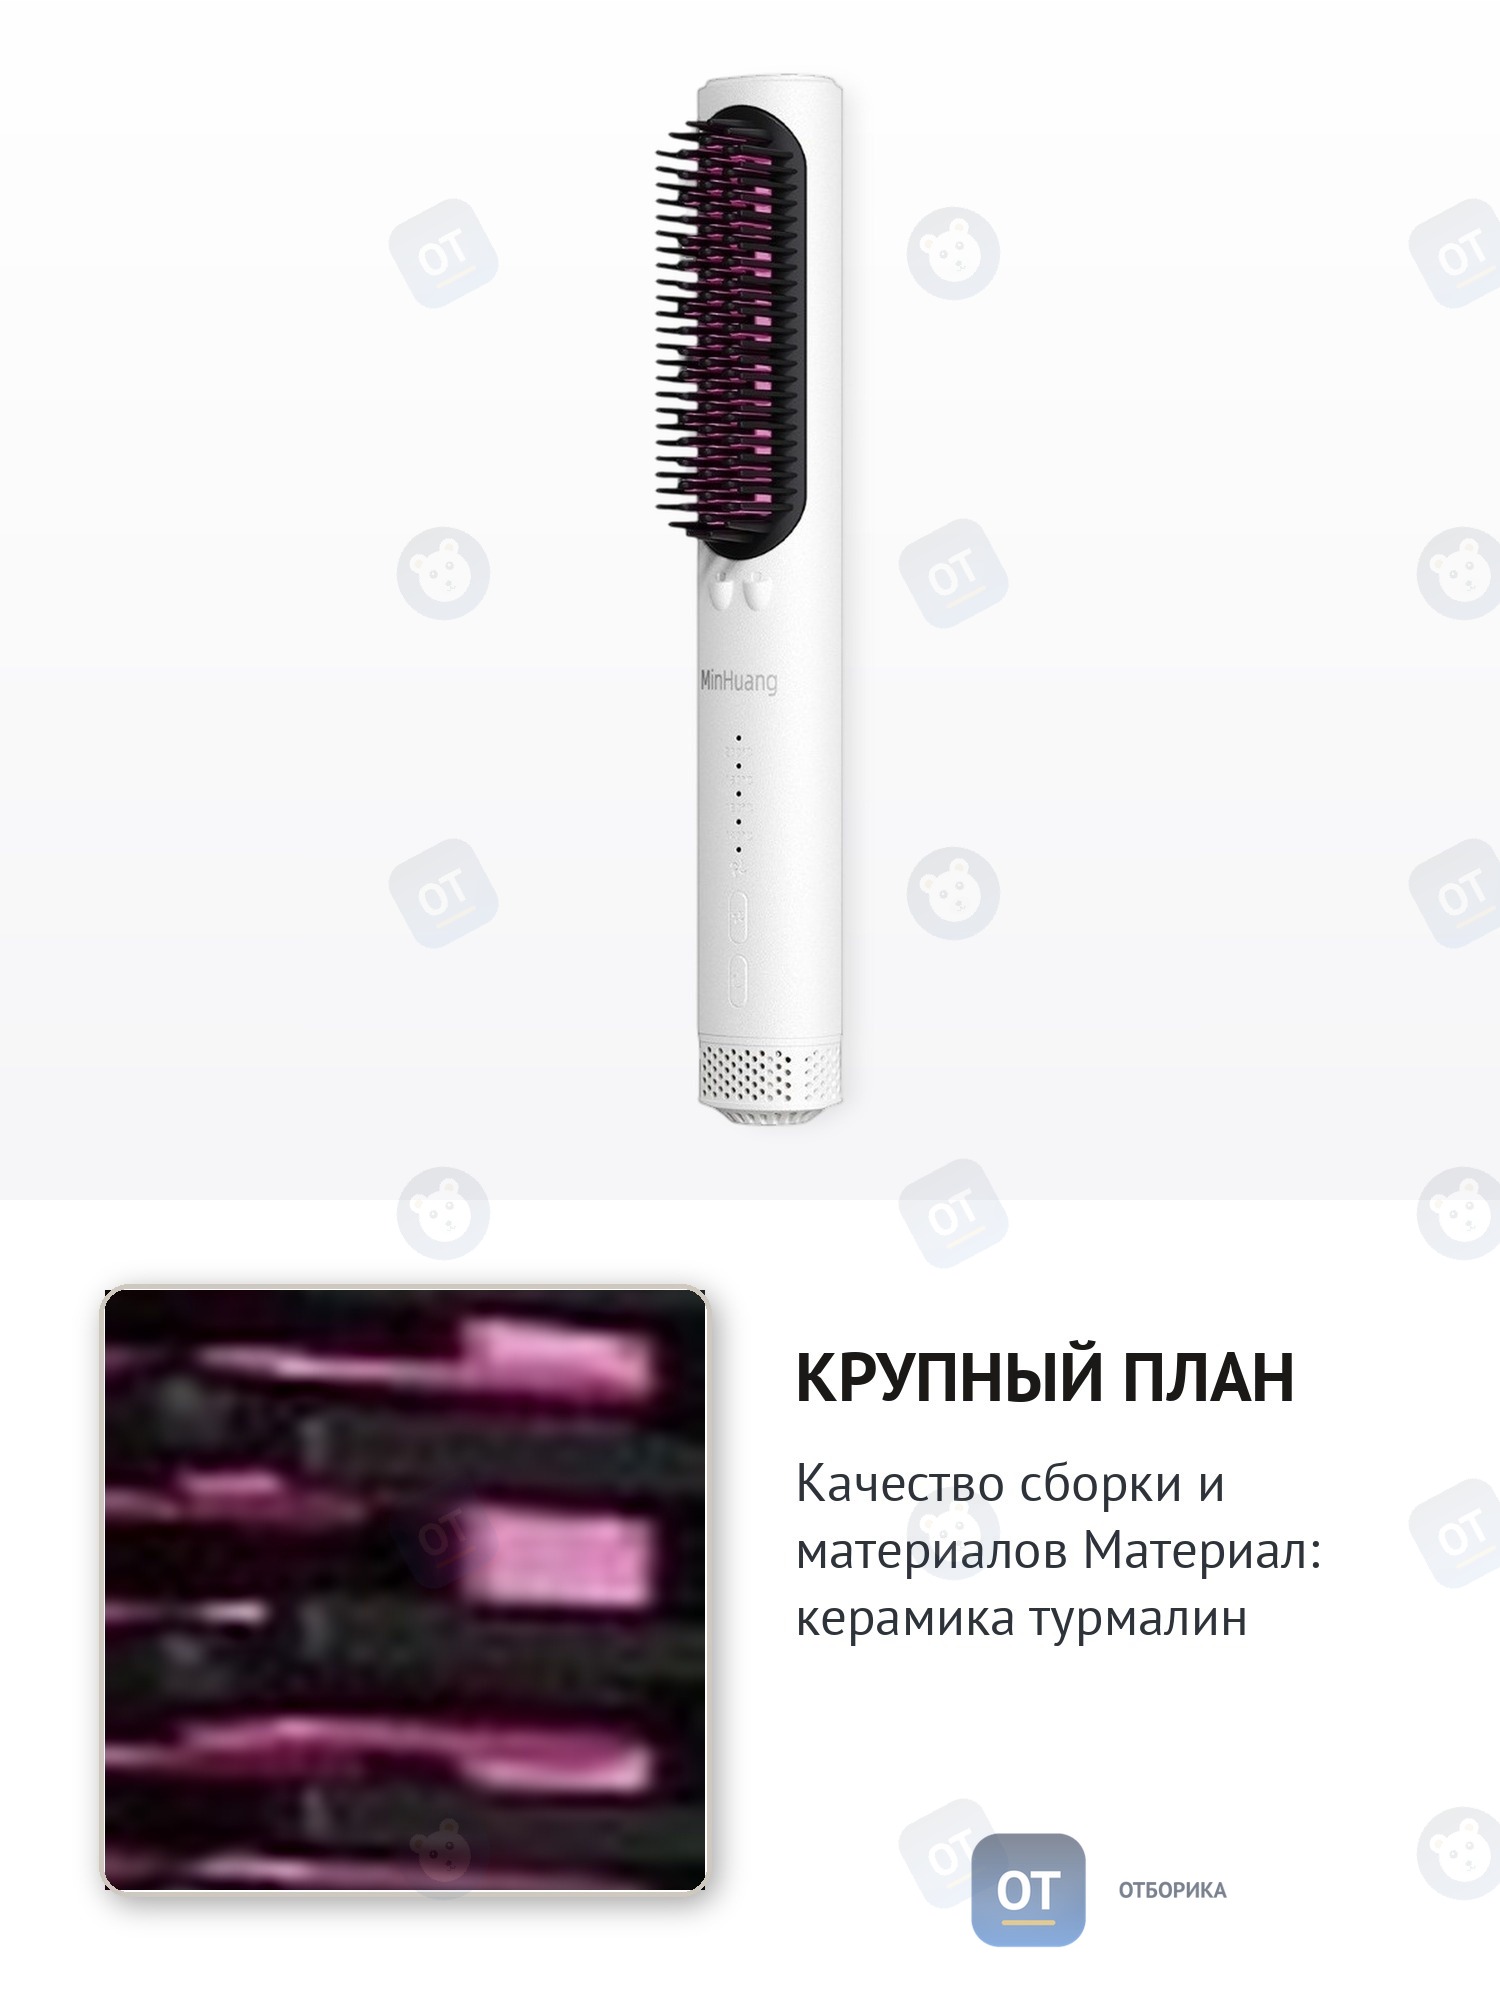 MinHuang
КРУПНЫЙ ПЛАН
Качество сборки и
материалов Материал:
керамика турмалин
ОТ
ОТБОРИКА